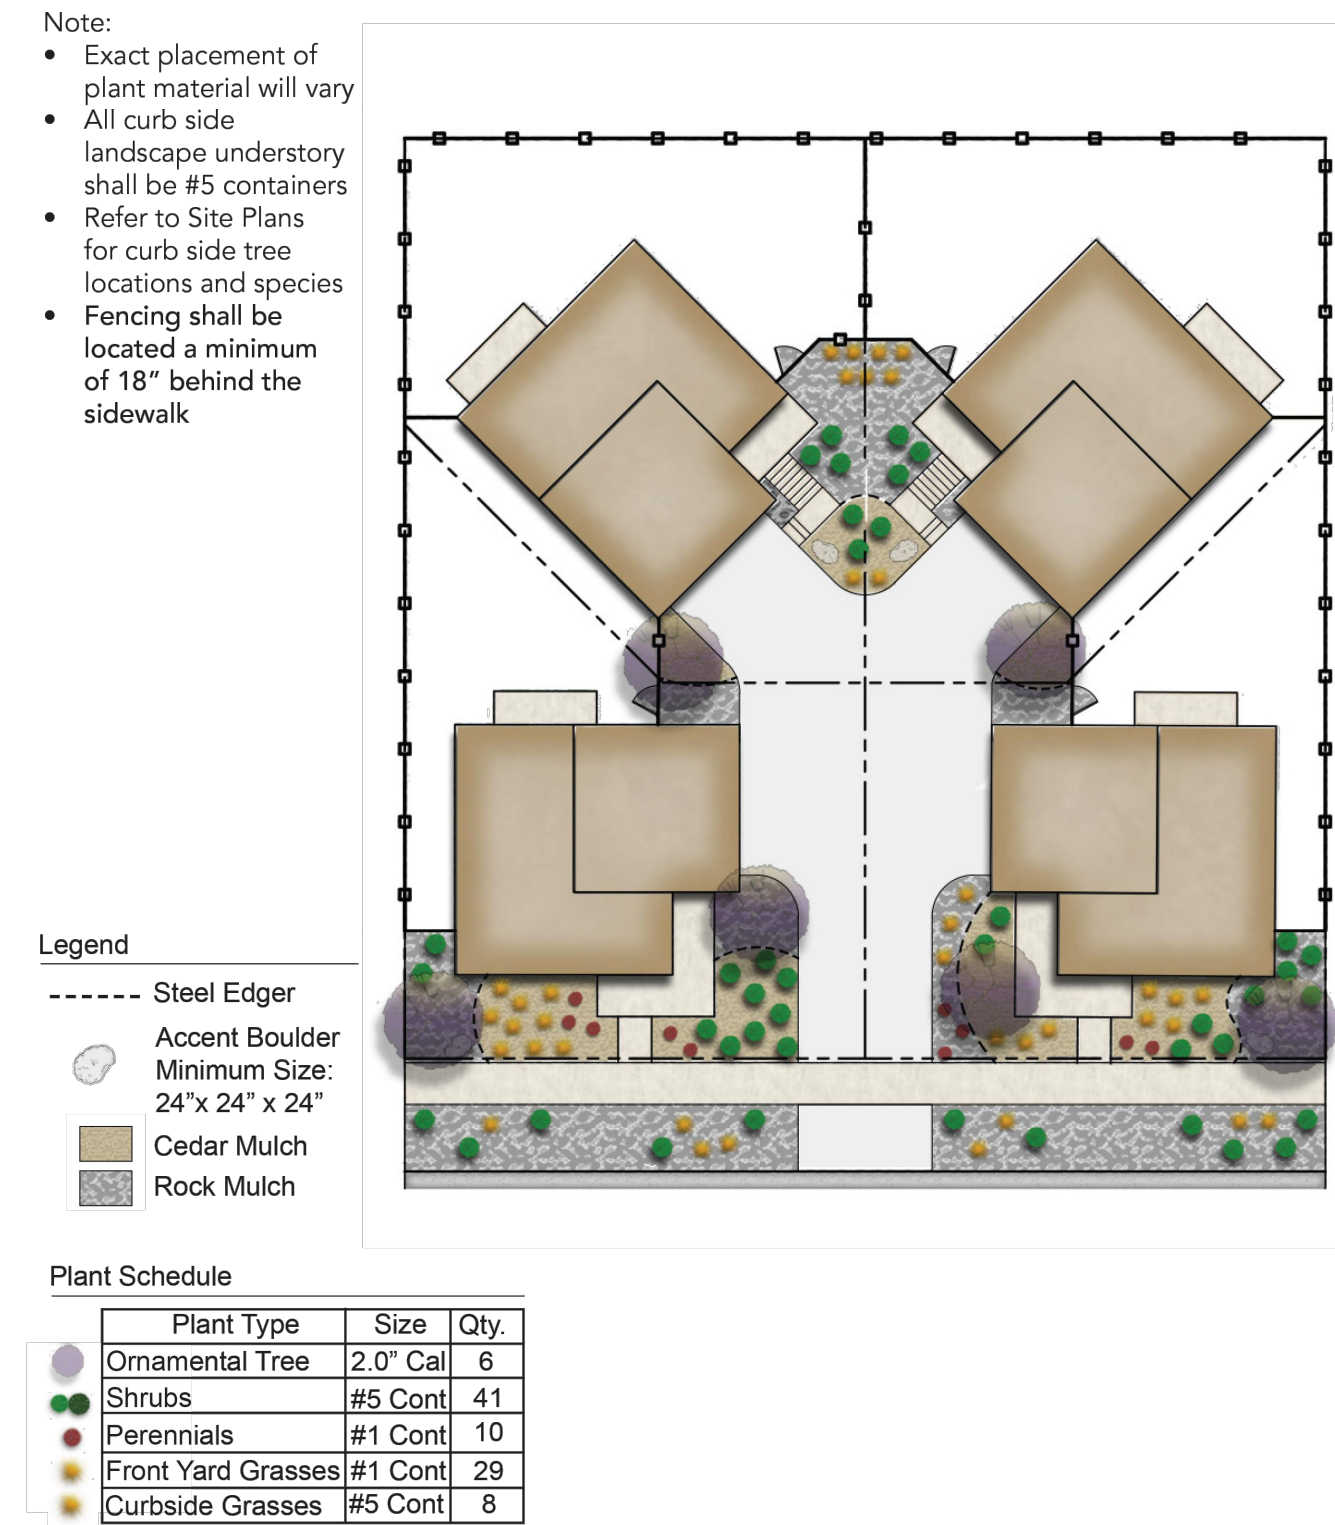 Note:
• Exact placement of
plant material will vary
• All curb side
landscape understory
shall be #5 containers
• Refer to Site Plans
for curb side tree
locations and species
• Fencing shall be
located a minimum
of 18” behind the
sidewalk
Legend
Steel Edger
Accent Boulder
Minimum Size:
24”x 24” x 24”
Cedar Mulch
Rock Mulch
Plant Schedule
Plant Type Size Qty.
Ornamental Tree 2.0” Cal 6
Shrubs #5 Cont 41
Perennials #1 Cont 10
Front Yard Grasses #1 Cont 29
Curbside Grasses #5 Cont 8